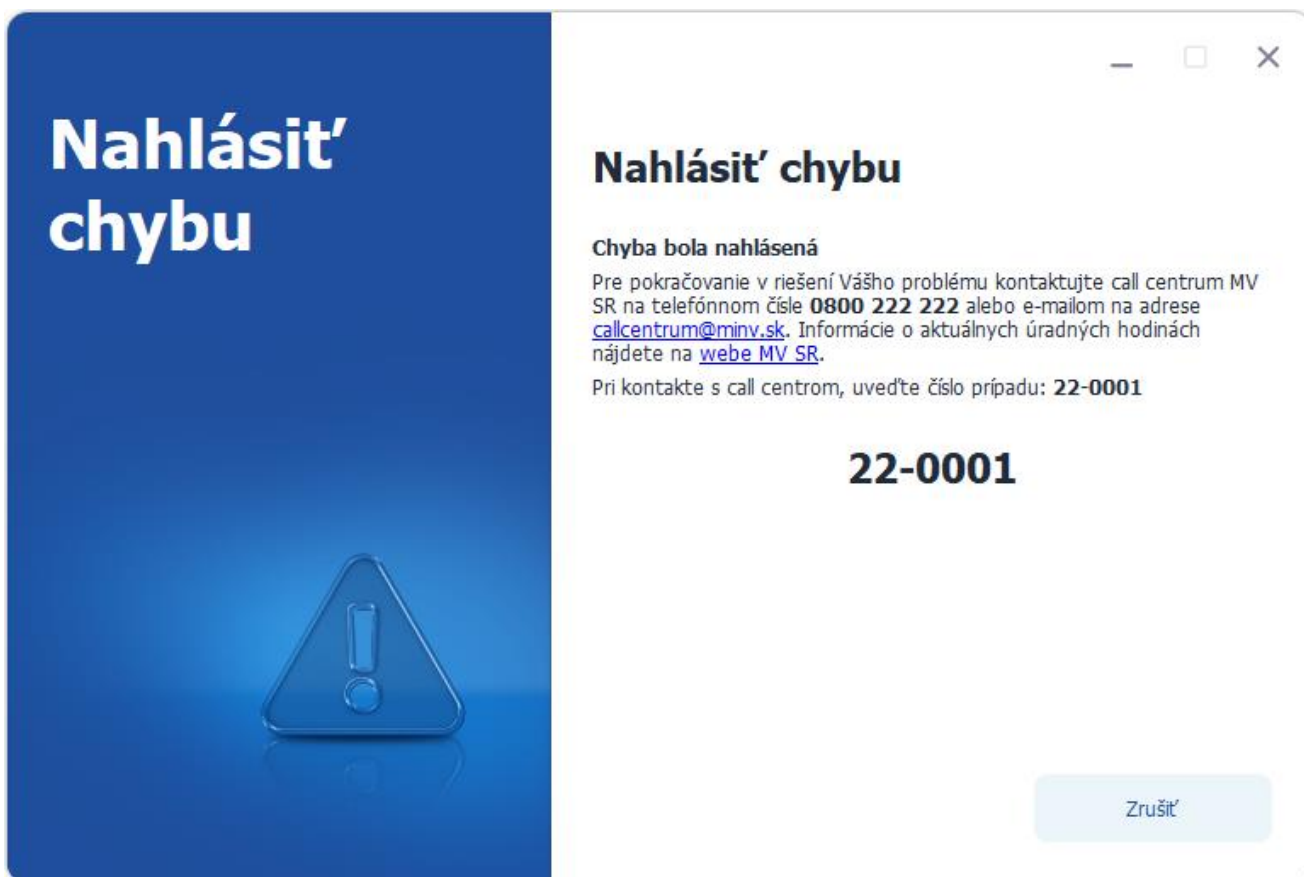 Nahlásiť
chybu
Nahlásiť chybu
Chyba bola nahlásená
Pre pokračovanie v riešení Vášho problému kontaktujte call centrum MV
SR na telefónnom čísle 0800 222 222 alebo e-mailom na adrese
callcentrum@minv.sk. Informácie o aktuálnych úradných hodinách
nájdete na webe MV SR.
Pri kontakte s call centrom, uveďte číslo prípadu: 22-0001
22-0001
Zrušiť